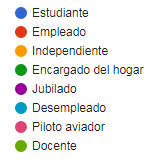 Estudiante
Empleado
Independiente
Encargado del hogar
Jubilado
Desempleado
Piloto aviador
Docente